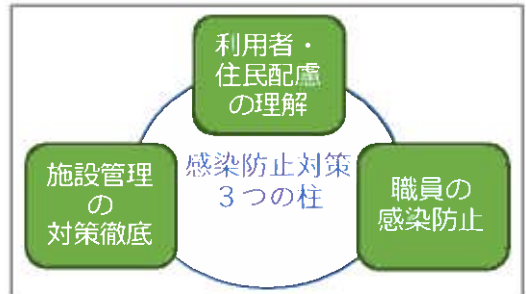 利用者・
住民配慮
の理解
感染防止対策
３つの柱
施設管理
の
対策徹底
職員の
感染防止